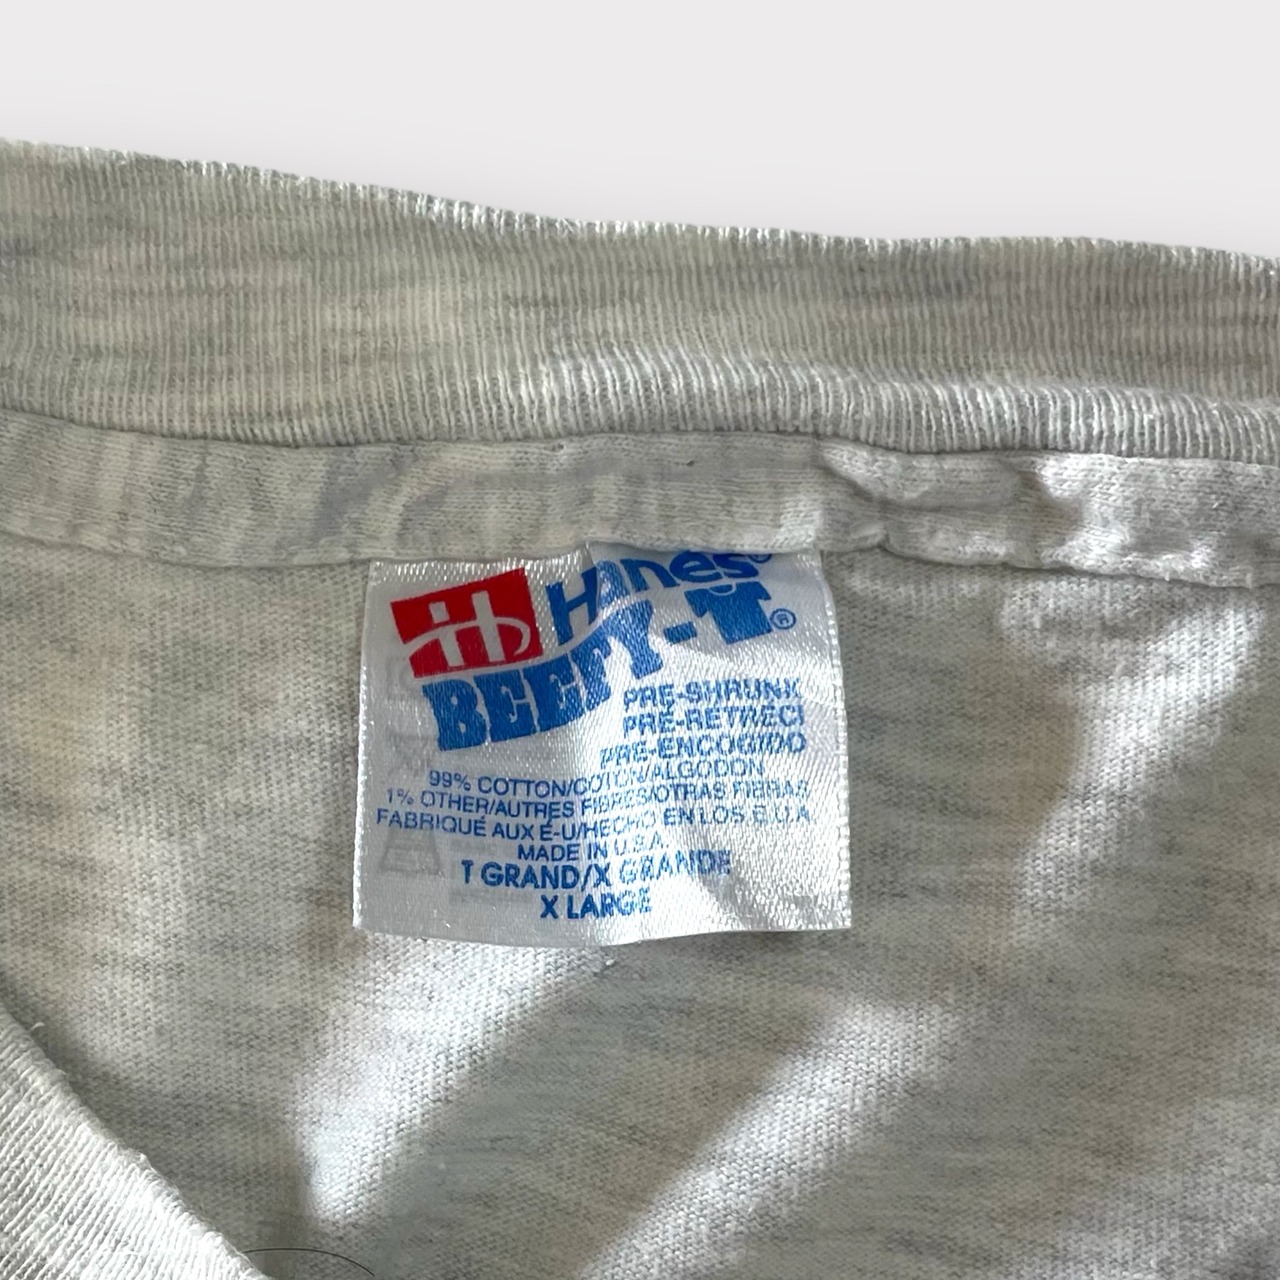 H Hanes®
BEEFY-T®
PRE-SHRUNK
PRÉ-RÉTRÉCI
PRE-ENCOGIDO
99% COTTON/COTON/ALGODON
1% OTHER/AUTRES FIBRES/OTRAS FIBRAS
FABRIQUÉ AUX É-U/HECHO EN LOS E.U.A
MADE IN U.S.A.
T GRAND/X GRANDE
X LARGE